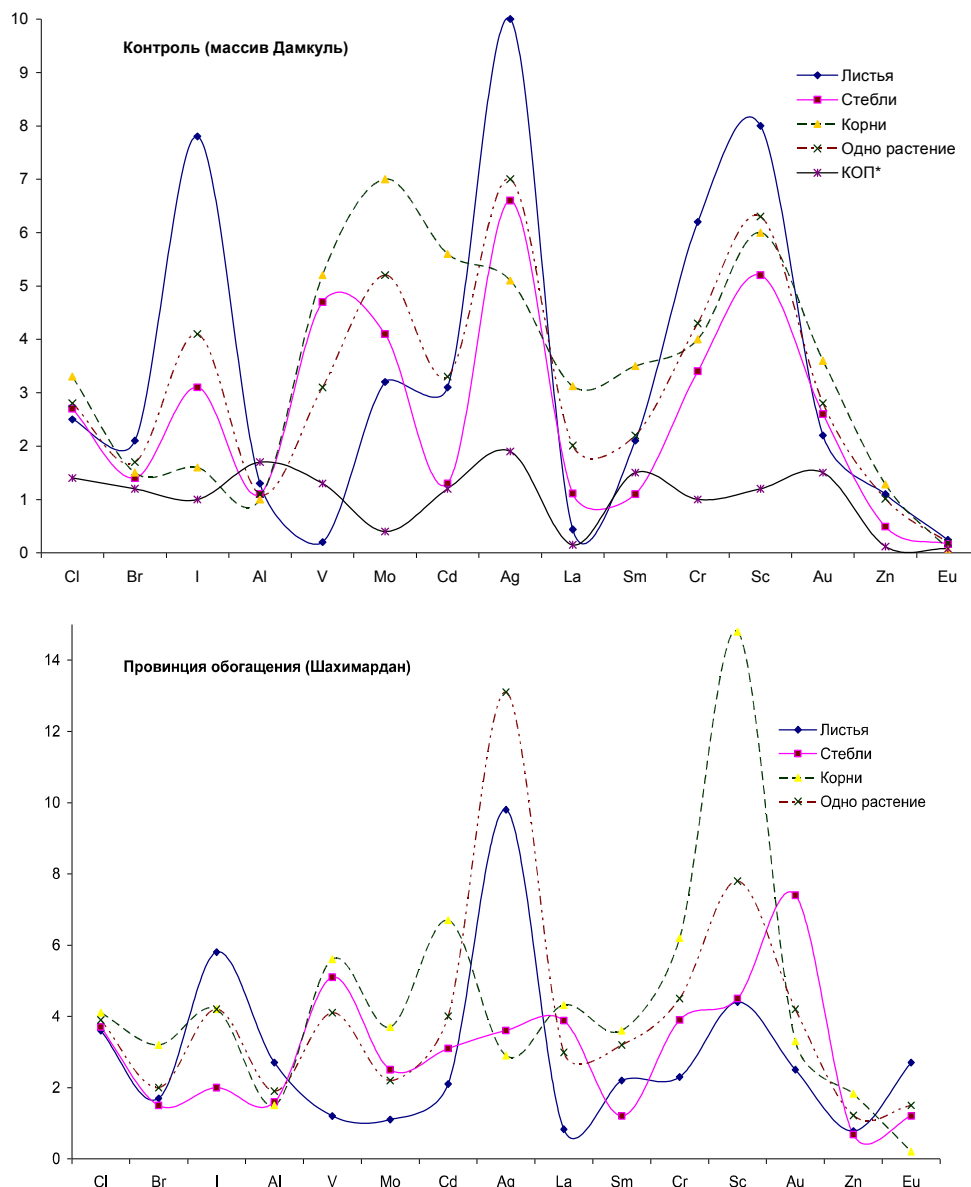 10
Контроль (массив Дамкуль)
9
8
7
6
5
4
3
2
1
0
Листья
Стебли
Корни
Одно растение
КОП*
Cl Br I Al V Mo Cd Ag La Sm Cr Sc Au Zn Eu
Провинция обогащения (Шахимардан)
14
12
10
8
6
4
2
0
Листья
Стебли
Корни
Одно растение
Cl Br I Al V Mo Cd Ag La Sm Cr Sc Au Zn Eu